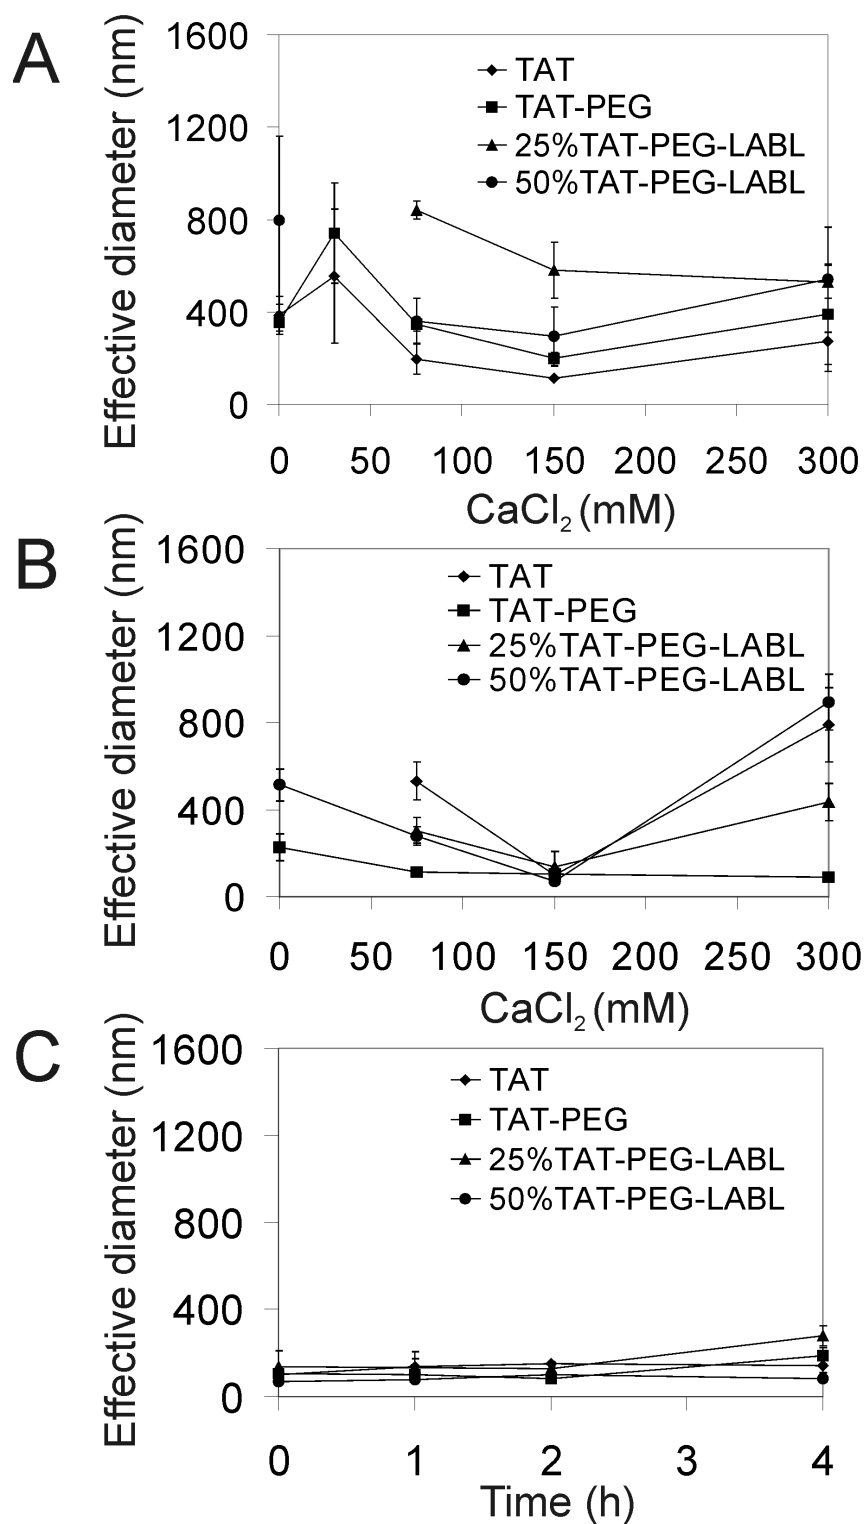 A
Effective diameter (nm)
1600
1200
800
400
0
TAT
TAT-PEG
25%TAT-PEG-LABL
50%TAT-PEG-LABL
0 50 100 150 200 250 300
CaCl₂ (mM)
B
Effective diameter (nm)
1600
1200
800
400
0
TAT
TAT-PEG
25%TAT-PEG-LABL
50%TAT-PEG-LABL
0 50 100 150 200 250 300
CaCl₂ (mM)
C
Effective diameter (nm)
1600
1200
800
400
0
TAT
TAT-PEG
25%TAT-PEG-LABL
50%TAT-PEG-LABL
0 1 2 3 4
Time (h)